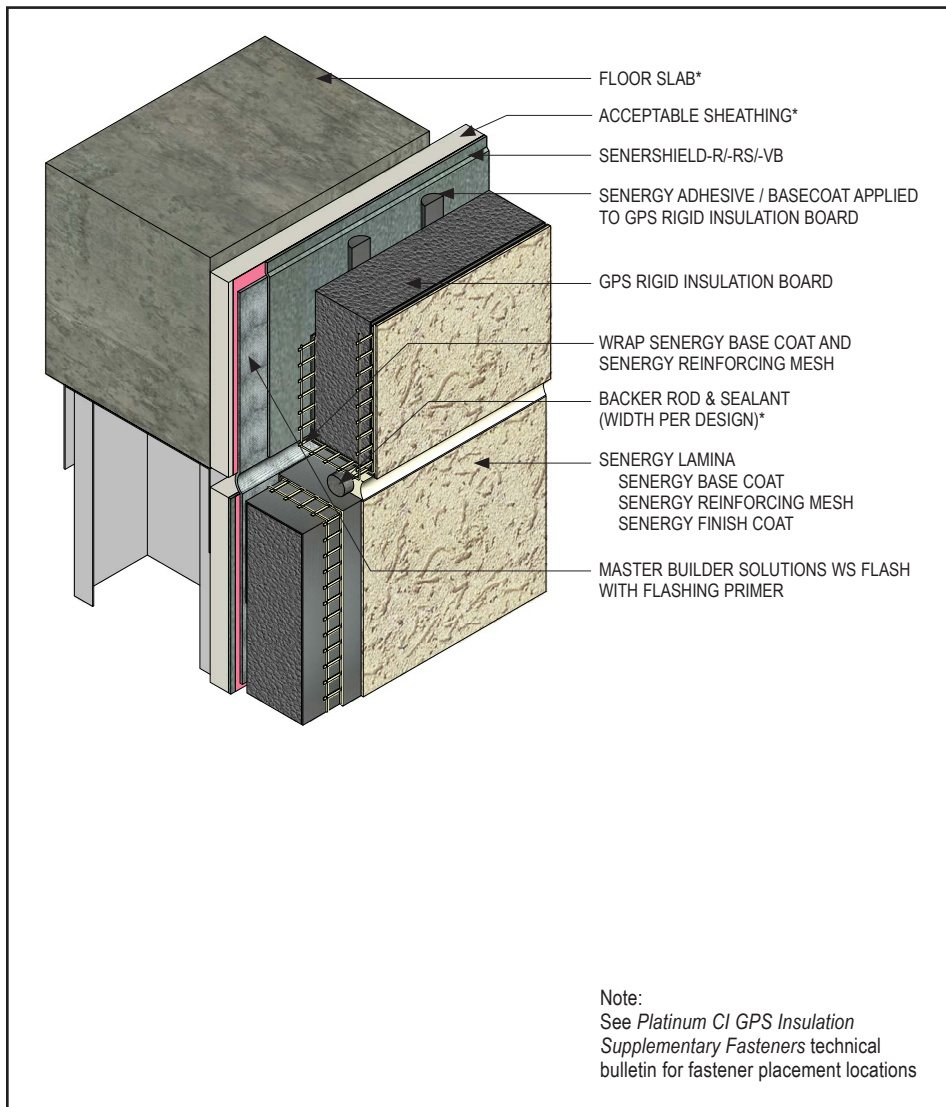 FLOOR SLAB*
ACCEPTABLE SHEATHING*
SENERSHIELD-R/-RS/-VB
SENERGY ADHESIVE / BASECOAT APPLIED
TO GPS RIGID INSULATION BOARD
GPS RIGID INSULATION BOARD
WRAP SENERGY BASE COAT AND
SENERGY REINFORCING MESH
BACKER ROD & SEALANT
(WIDTH PER DESIGN)*
SENERGY LAMINA
SENERGY BASE COAT
SENERGY REINFORCING MESH
SENERGY FINISH COAT
MASTER BUILDER SOLUTIONS WS FLASH
WITH FLASHING PRIMER
Note:
See Platinum CI GPS Insulation
Supplementary Fasteners technical
bulletin for fastener placement locations